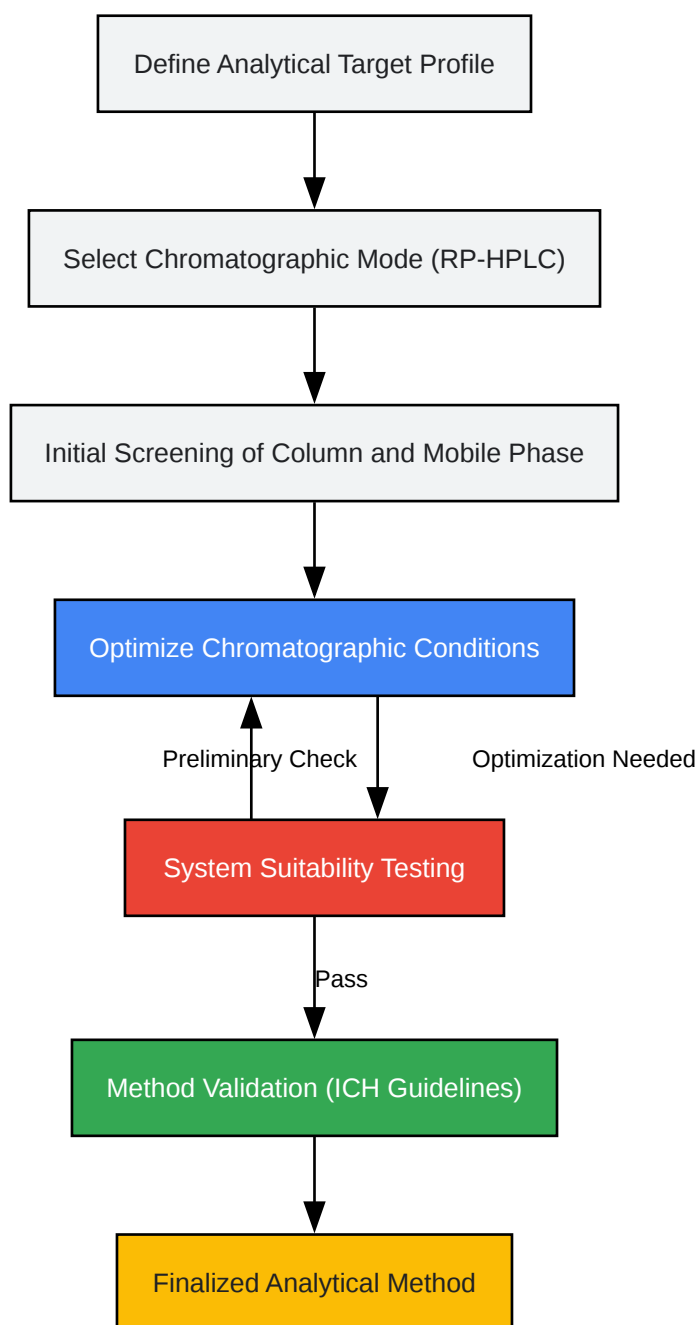 Define Analytical Target Profile
Select Chromatographic Mode (RP-HPLC)
Initial Screening of Column and Mobile Phase
Optimize Chromatographic Conditions
Preliminary Check
Optimization Needed
System Suitability Testing
Pass
Method Validation (ICH Guidelines)
Finalized Analytical Method